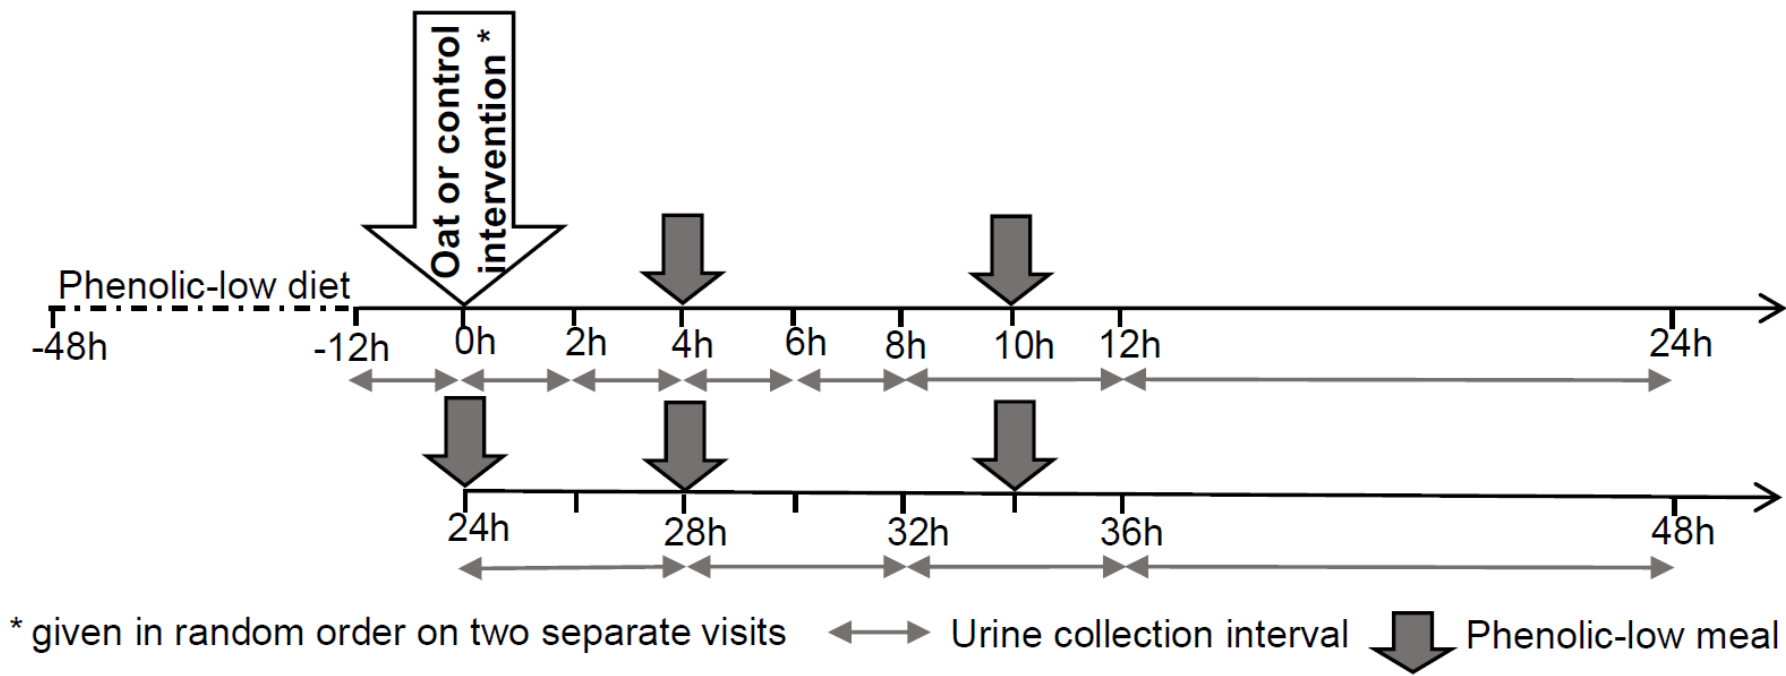 Oat or control
intervention *
Phenolic-low diet
-48h -12h 0h 2h 4h 6h 8h 10h 12h 24h
24h 28h 32h 36h 48h
* given in random order on two separate visits Urine collection interval Phenolic-low meal